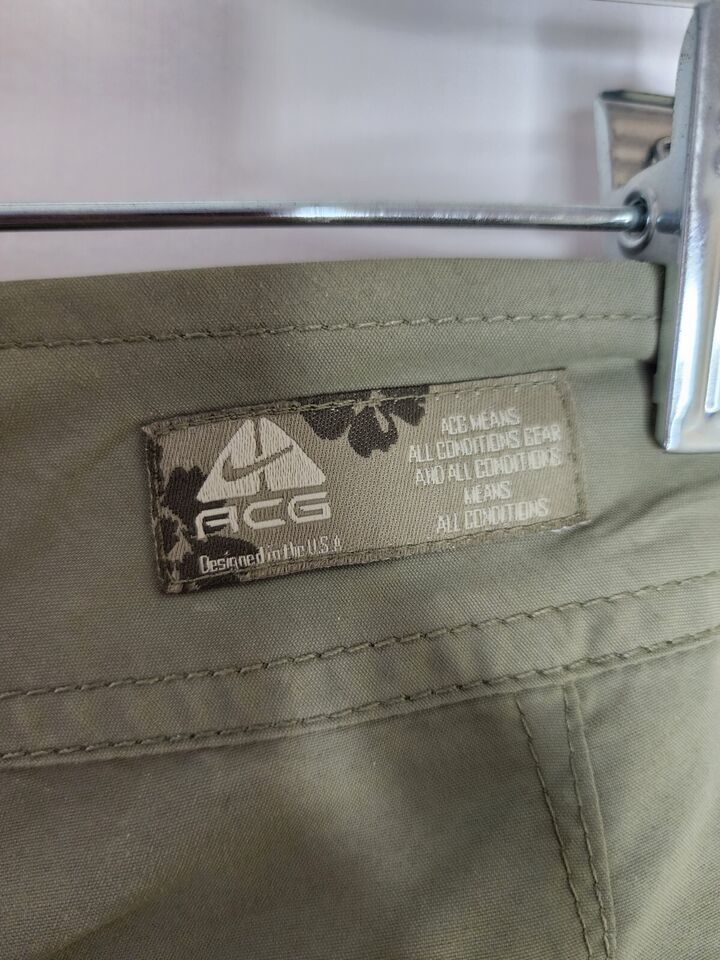 ACG
Designed in the U.S.A
ACG MEANS
ALL CONDITIONS GEAR
AND ALL CONDITIONS
MEANS
ALL CONDITIONS